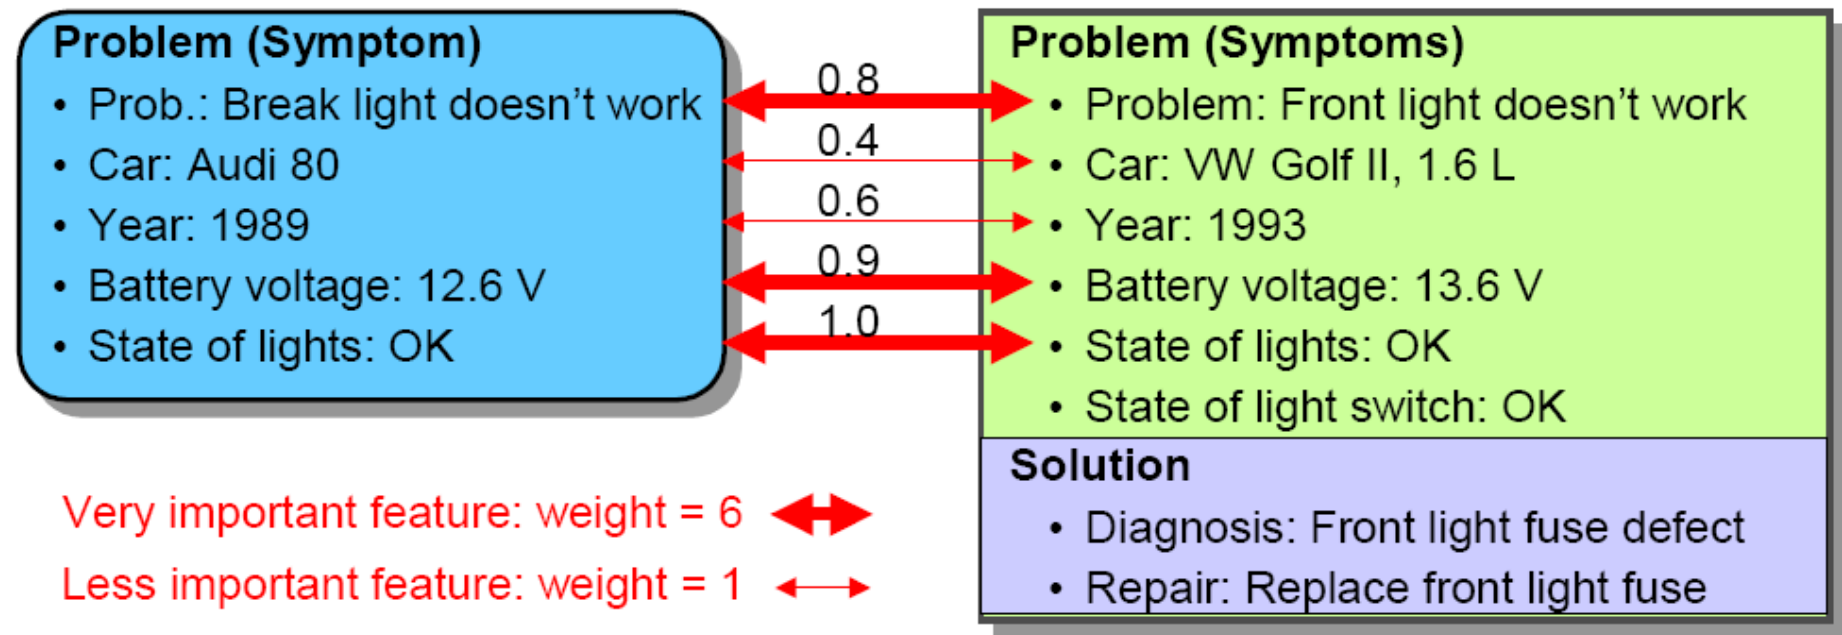 Problem (Symptom)
• Prob.: Break light doesn't work
• Car: Audi 80
• Year: 1989
• Battery voltage: 12.6 V
• State of lights: OK
0.8
0.4
0.6
0.9
1.0
Problem (Symptoms)
• Problem: Front light doesn't work
• Car: VW Golf II, 1.6 L
• Year: 1993
• Battery voltage: 13.6 V
• State of lights: OK
• State of light switch: OK
Solution
• Diagnosis: Front light fuse defect
• Repair: Replace front light fuse
Very important feature: weight = 6
Less important feature: weight = 1